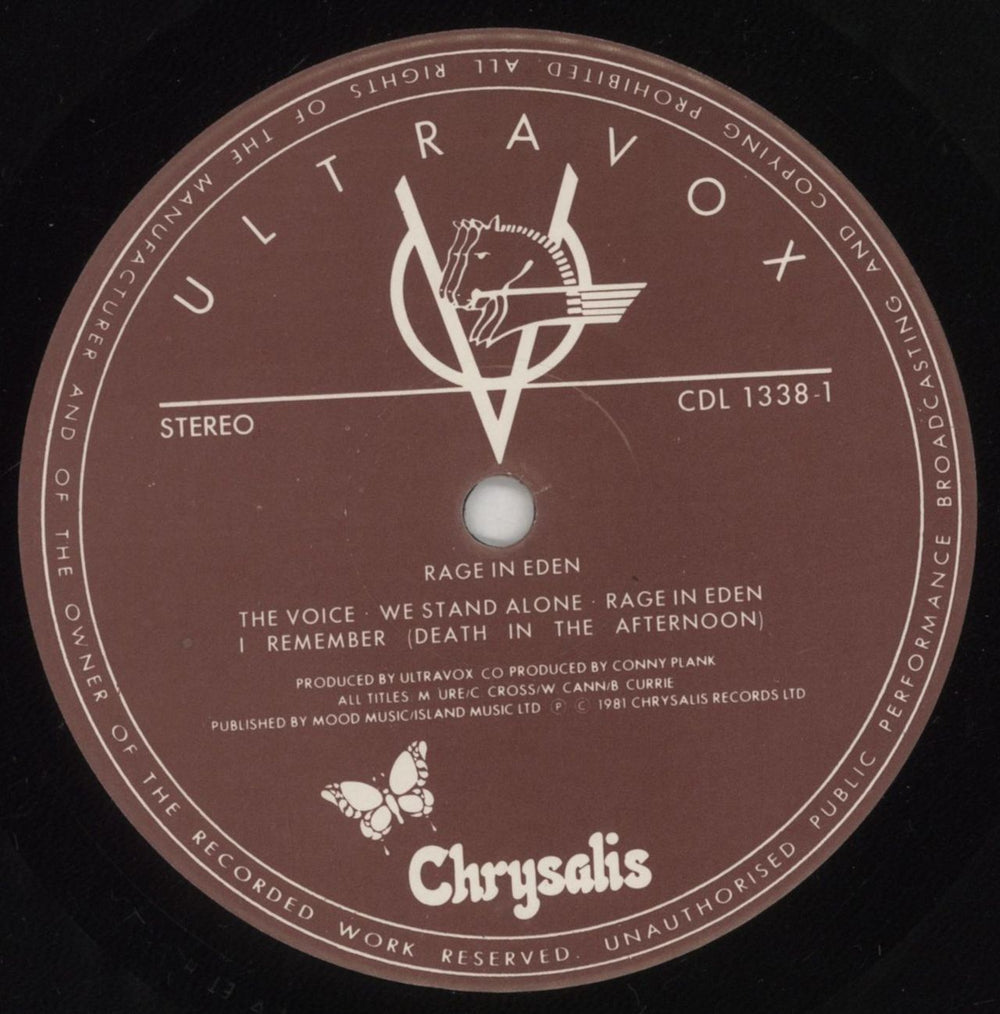 ULTRAVOX
STEREO
CDL 1338-1
RAGE IN EDEN
THE VOICE · WE STAND ALONE · RAGE IN EDEN
I REMEMBER (DEATH IN THE AFTERNOON)
PRODUCED BY ULTRAVOX CO PRODUCED BY CONNY PLANK
ALL TITLES M URE/C CROSS/W CANN/B CURRIE
PUBLISHED BY MOOD MUSIC/ISLAND MUSIC LTD Ⓟ © 1981 CHRYSALIS RECORDS LTD
Chrysalis
ALL RIGHTS OF THE MANUFACTURER AND OF THE OWNER OF THE RECORDED WORK RESERVED. UNAUTHORISED PUBLIC PERFORMANCE BROADCASTING AND COPYING PROHIBITED.